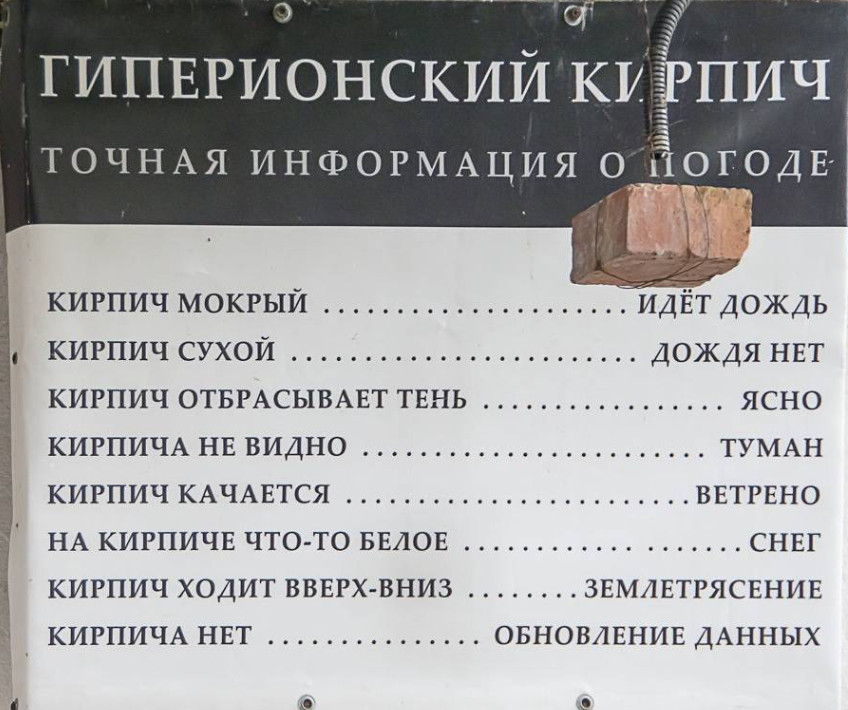 ГИПЕРИОНСКИЙ КИРПИЧ
ТОЧНАЯ ИНФОРМАЦИЯ О ПОГОДЕ
КИРПИЧ МОКРЫЙ ..................... ИДЁТ ДОЖДЬ
КИРПИЧ СУХОЙ ........................ ДОЖДЯ НЕТ
КИРПИЧ ОТБРАСЫВАЕТ ТЕНЬ ................. ЯСНО
КИРПИЧА НЕ ВИДНО ........................ ТУМАН
КИРПИЧ КАЧАЕТСЯ ........................ ВЕТРЕНО
НА КИРПИЧЕ ЧТО-ТО БЕЛОЕ ............ ....... СНЕГ
КИРПИЧ ХОДИТ ВВЕРХ-ВНИЗ ........ ЗЕМЛЕТРЯСЕНИЕ
КИРПИЧА НЕТ ............... ОБНОВЛЕНИЕ ДАННЫХ